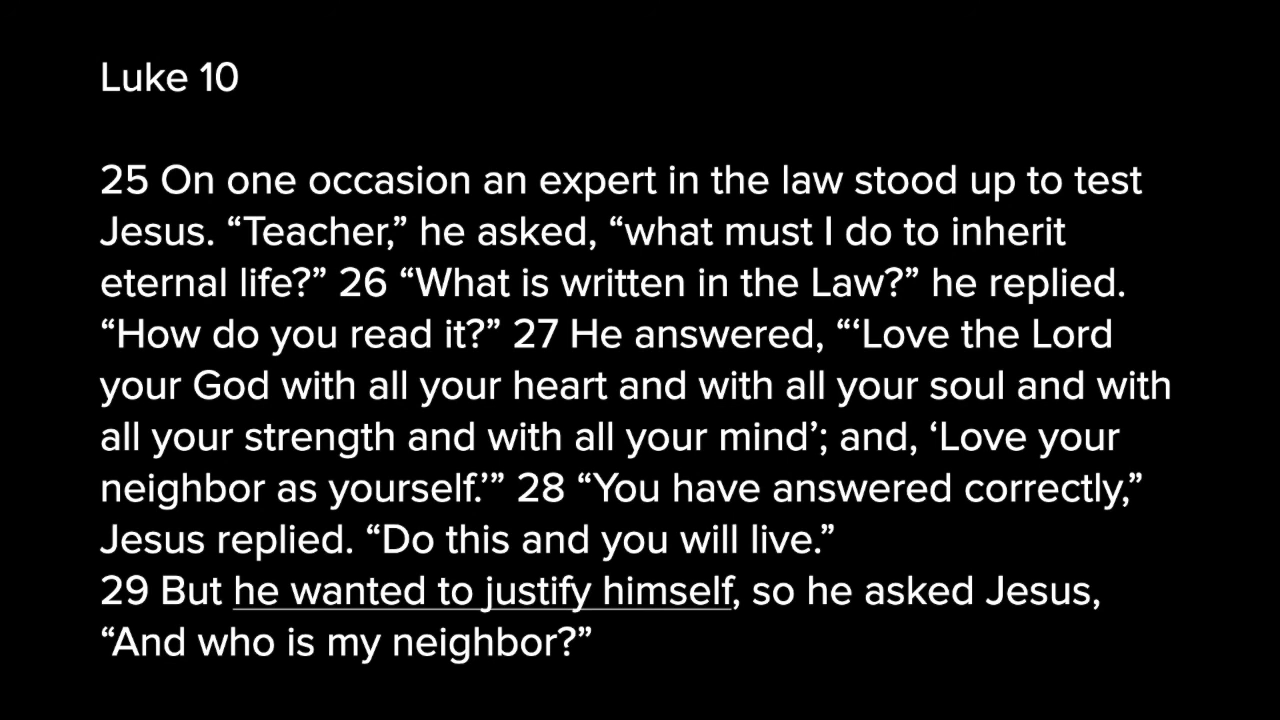 Luke 10
25 On one occasion an expert in the law stood up to test
Jesus. “Teacher,” he asked, “what must I do to inherit
eternal life?” 26 “What is written in the Law?” he replied.
“How do you read it?” 27 He answered, “‘Love the Lord
your God with all your heart and with all your soul and with
all your strength and with all your mind’; and, ‘Love your
neighbor as yourself.’” 28 “You have answered correctly,”
Jesus replied. “Do this and you will live.”
29 But he wanted to justify himself, so he asked Jesus,
“And who is my neighbor?”